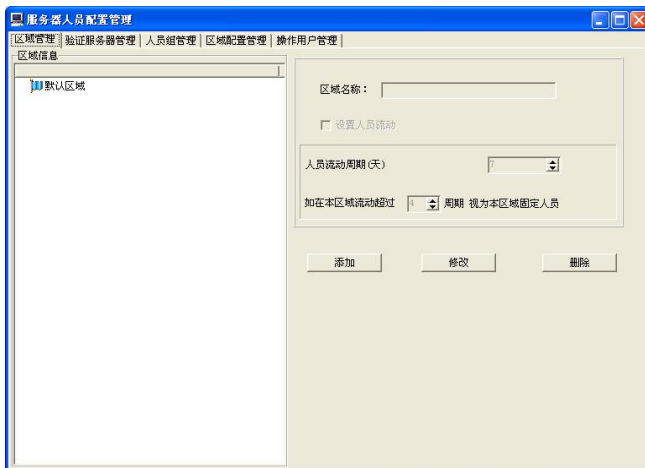 服务器人员配置管理
区域管理 验证服务器管理 人员组管理 区域配置管理 操作用户管理
区域信息
默认区域
区域名称：
设置人员流动
人员流动周期(天) 7
如在本区域流动超过 4 周期 视为本区域固定人员
添加 修改 删除